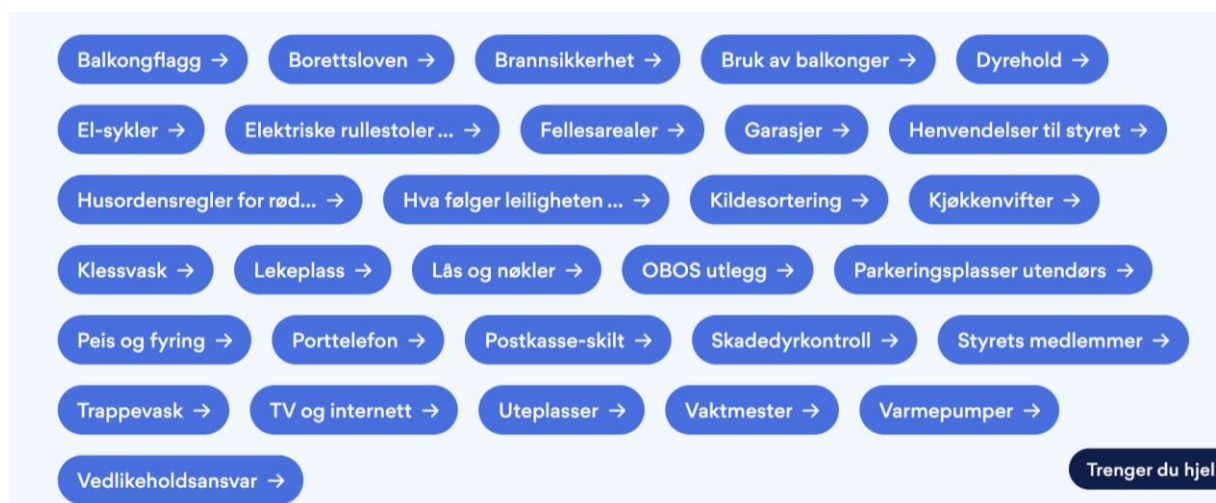 Balkongflagg → Borettsloven → Brannsikkerhet → Bruk av balkonger → Dyrehold →
El-sykler → Elektriske rullestoler ... → Fellesarealer → Garasjer → Henvendelser til styret →
Husordensregler for rød... → Hva følger leiligheten ... → Kildesortering → Kjøkkenvifter →
Klessvask → Lekeplass → Lås og nøkler → OBOS utlegg → Parkeringsplasser utendørs →
Peis og fyring → Porttelefon → Postkasse-skilt → Skadedyrkontroll → Styrets medlemmer →
Trappevask → TV og internett → Uteplasser → Vaktmester → Varmepumper →
Vedlikeholdsansvar →
Trenger du hjel